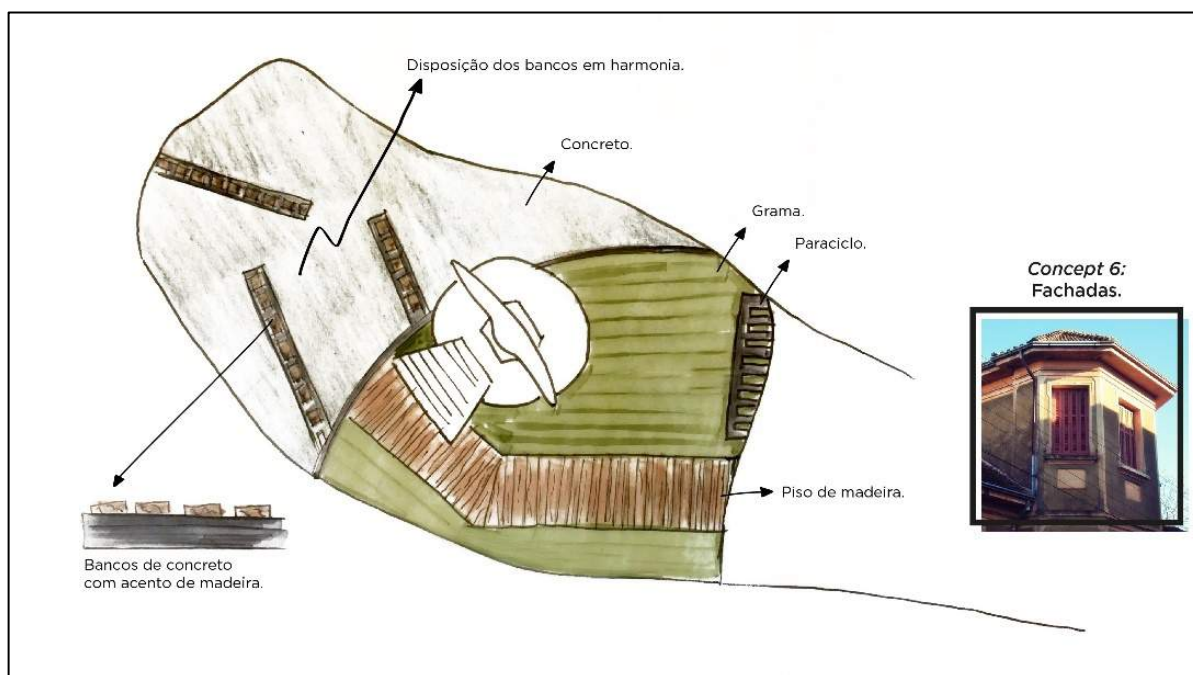 Disposição dos bancos em harmonia.
Concreto.
Grama.
Paraciclo.
Concept 6:
Fachadas.
Piso de madeira.
Bancos de concreto
com acento de madeira.